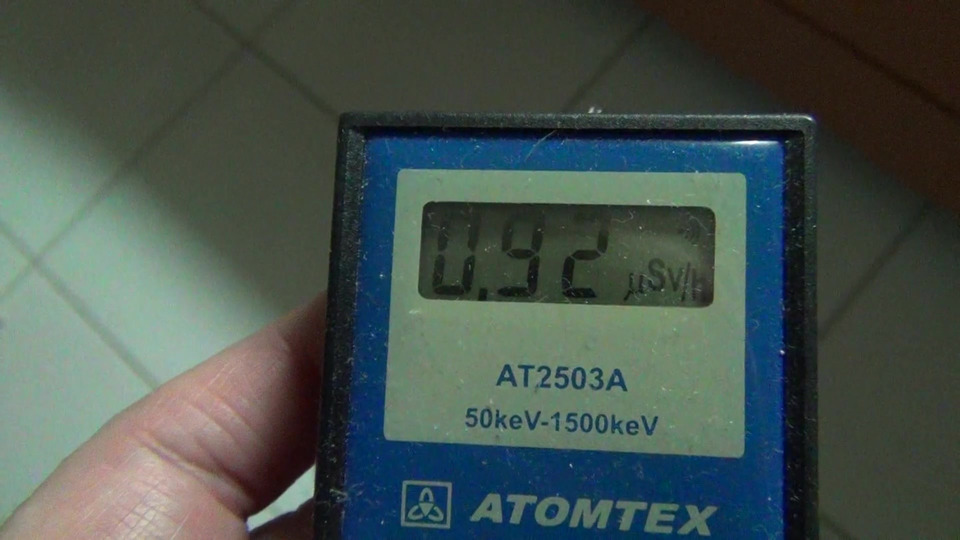 0.92 µSv/h
AT2503A
50keV-1500keV
ATOMTEX